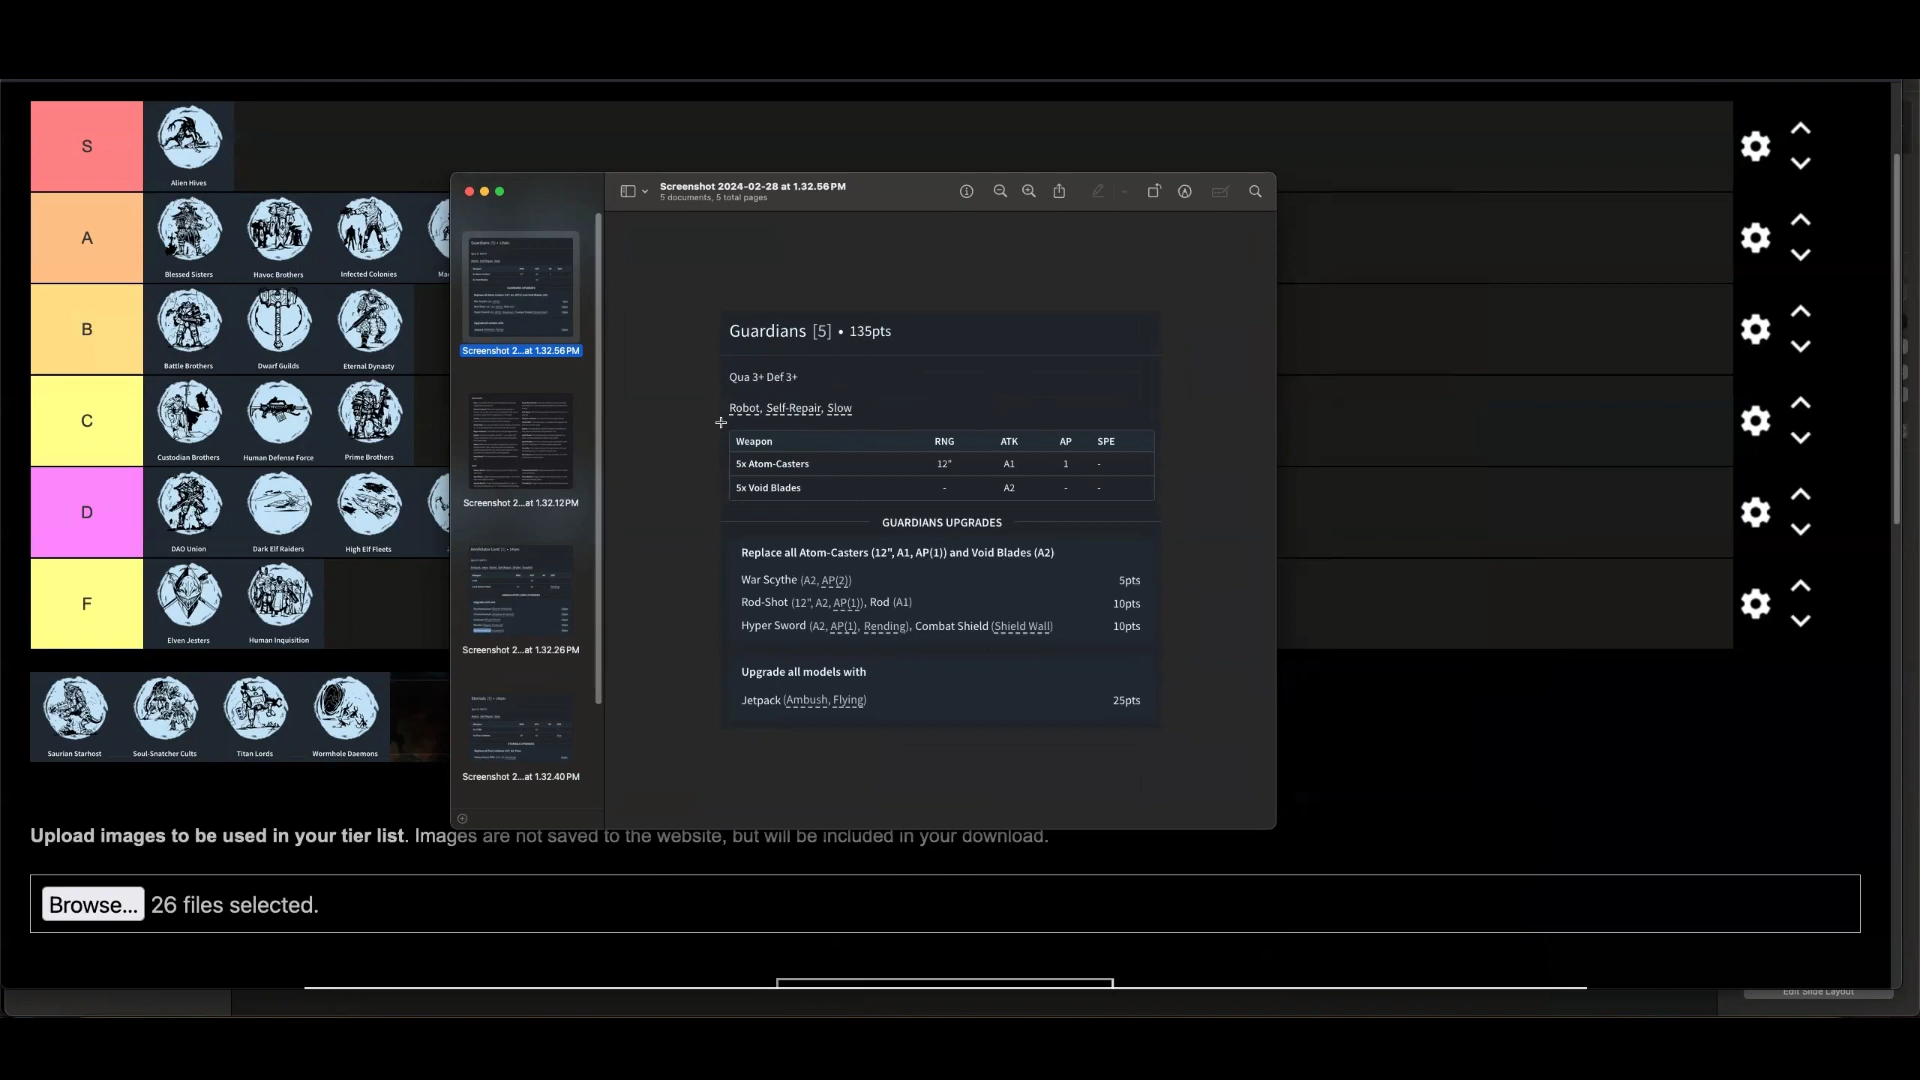 S
Alien Hives
A
Blessed Sisters
Havoc Brothers
Infected Colonies
B
Battle Brothers
Dwarf Guilds
Eternal Dynasty
C
Custodian Brothers
Human Defense Force
Prime Brothers
D
DAO Union
Dark Elf Raiders
High Elf Fleets
F
Elven Jesters
Human Inquisition
Saurian Starhost
Soul-Snatcher Cults
Titan Lords
Wormhole Daemons
Screenshot 2024-02-28 at 1.32.56 PM
5 documents, 5 total pages
Screenshot 2...at 1.32.56 PM
Screenshot 2...at 1.32.12 PM
Screenshot 2...at 1.32.26 PM
Screenshot 2...at 1.32.40 PM
Guardians [5] • 135pts
Qua 3+ Def 3+
Robot, Self-Repair, Slow
Weapon RNG ATK AP SPE
5x Atom-Casters 12" A1 1 -
5x Void Blades - A2 - -
GUARDIANS UPGRADES
Replace all Atom-Casters (12", A1, AP(1)) and Void Blades (A2)
War Scythe (A2, AP(2)) 5pts
Rod-Shot (12", A2, AP(1)), Rod (A1) 10pts
Hyper Sword (A2, AP(1), Rending), Combat Shield (Shield Wall) 10pts
Upgrade all models with
Jetpack (Ambush, Flying) 25pts
Upload images to be used in your tier list. Images are not saved to the website, but will be included in your download.
Browse... 26 files selected.
Edit Slide Layout